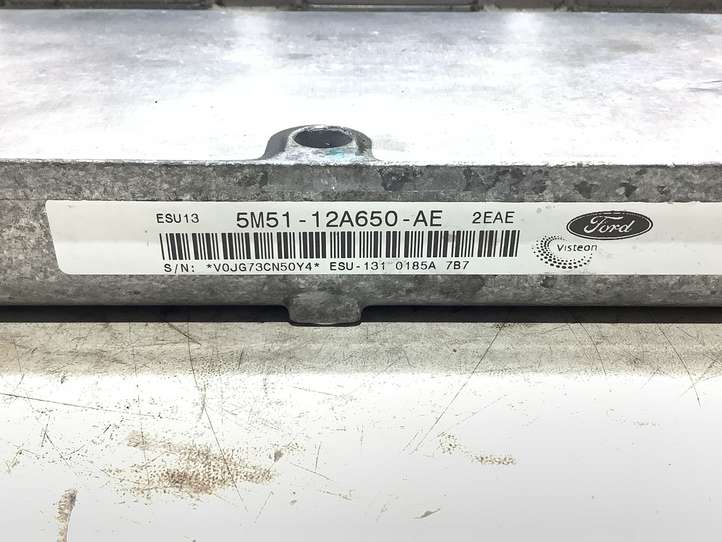 ESU13 5M51-12A650-AE 2EAE Ford
Visteon
S/N: *V0JG73CN50Y4* ESU-131 0185A 7B7